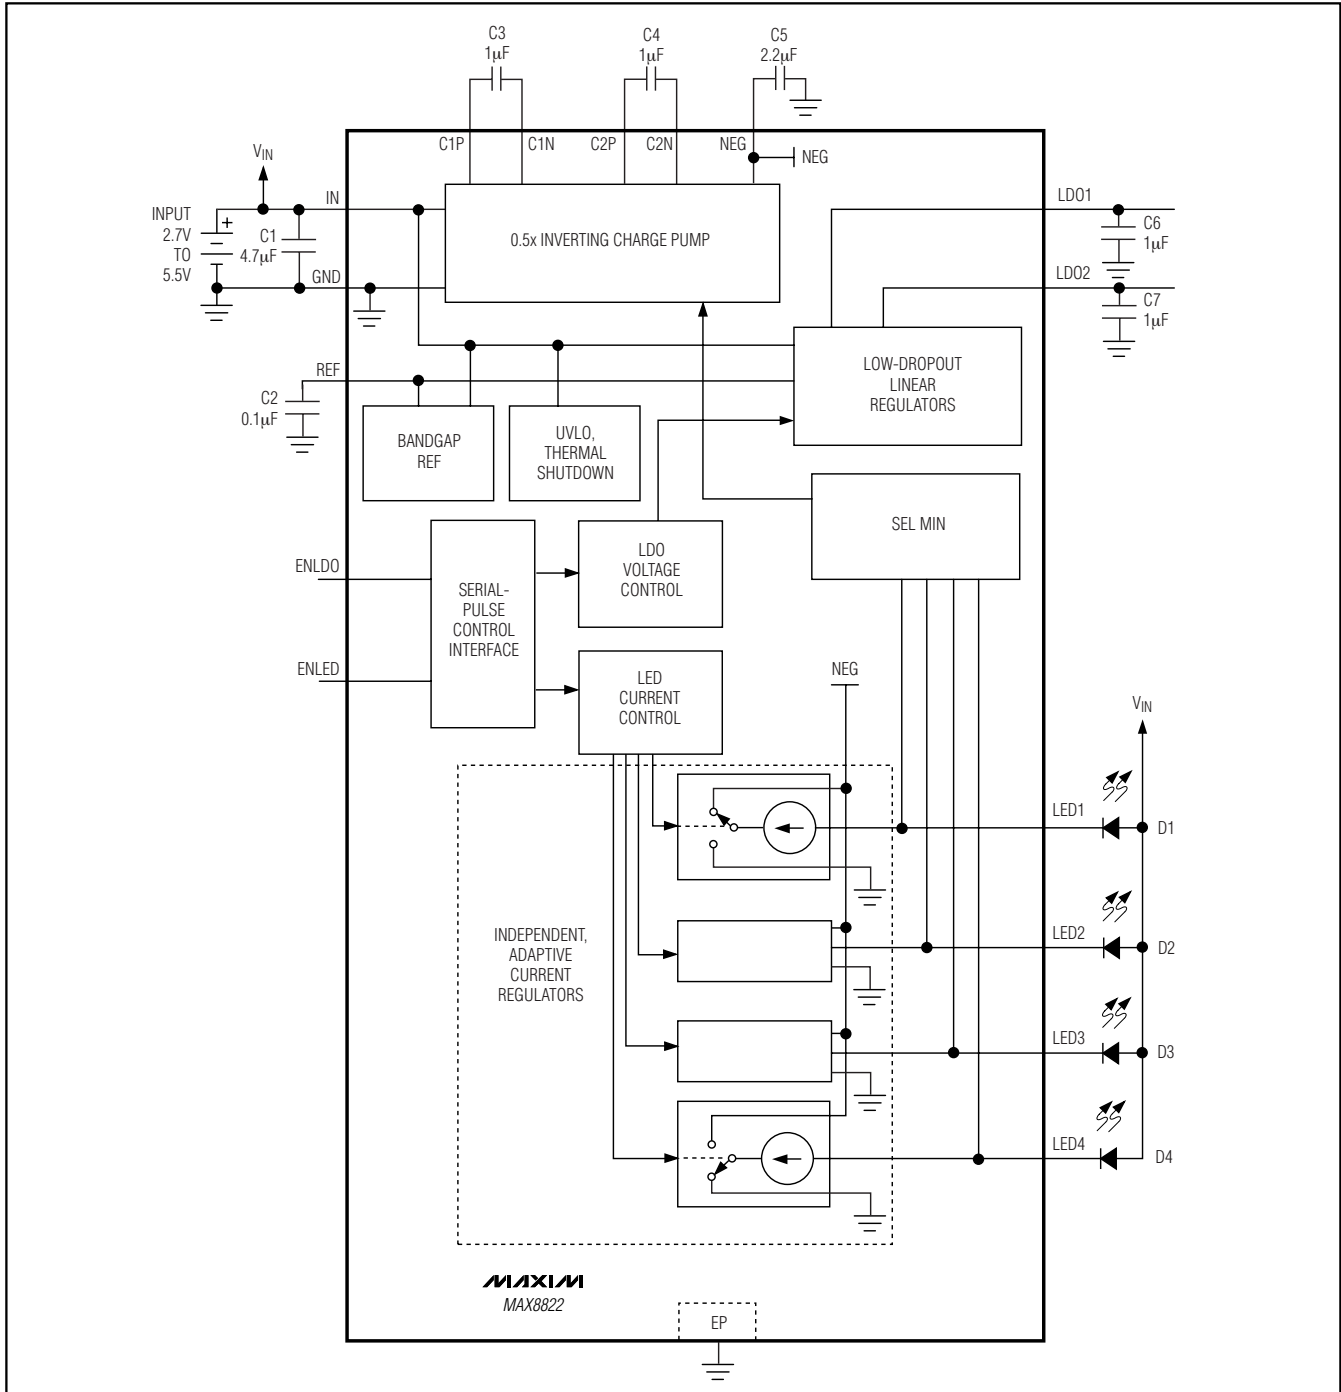 C3
1µF
C4
1µF
C5
2.2µF
C1P
C1N
C2P
C2N
NEG
NEG
VIN
IN
INPUT
2.7V
TO
5.5V
+
C1
4.7µF
GND
0.5x INVERTING CHARGE PUMP
LDO1
C6
1µF
LDO2
C7
1µF
REF
C2
0.1µF
BANDGAP
REF
UVLO,
THERMAL
SHUTDOWN
LOW-DROPOUT
LINEAR
REGULATORS
SEL MIN
ENLDO
ENLED
SERIAL-
PULSE
CONTROL
INTERFACE
LDO
VOLTAGE
CONTROL
LED
CURRENT
CONTROL
NEG
VIN
LED1
D1
LED2
D2
LED3
D3
LED4
D4
INDEPENDENT,
ADAPTIVE
CURRENT
REGULATORS
MAXIM
MAX8822
EP